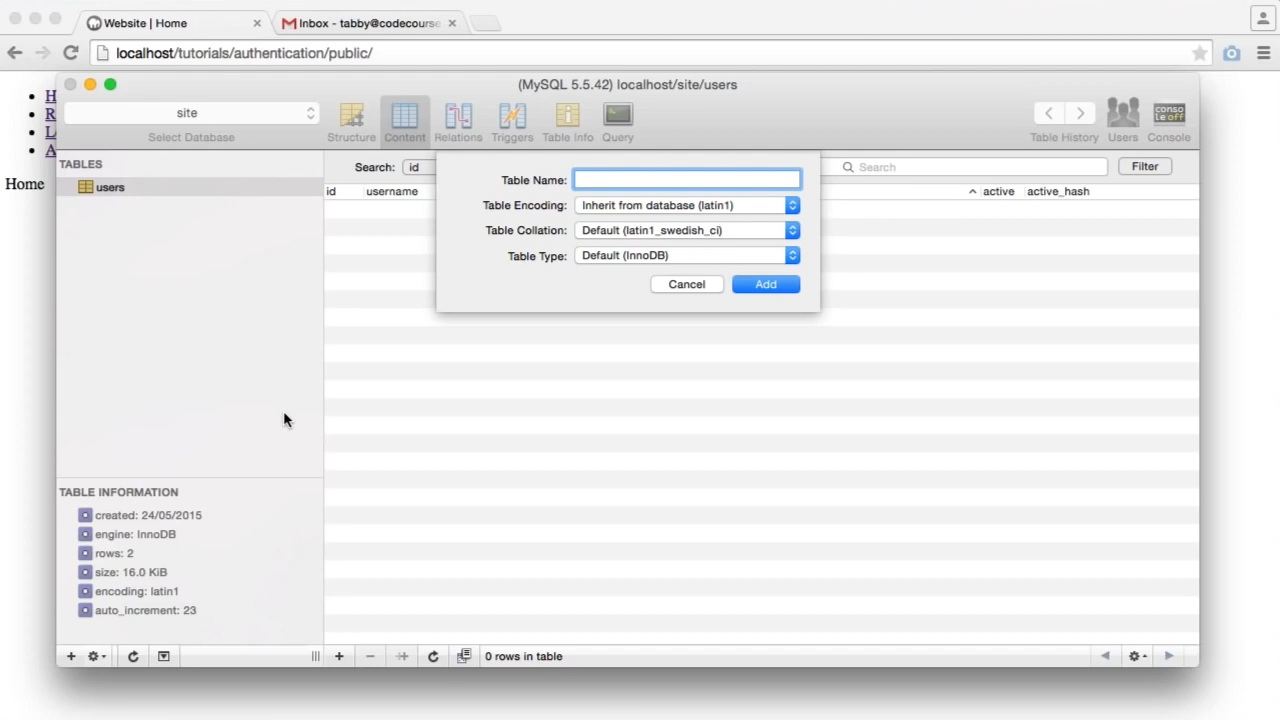 Website | Home
Inbox - tabby@codecourse
localhost/tutorials/authentication/public/
H
R
L
A
Home
(MySQL 5.5.42) localhost/site/users
site
Select Database
Structure
Content
Relations
Triggers
Table Info
Query
Table History
Users
conso
le off
Console
TABLES
users
Search: id
Search
Filter
id username active active_hash
Table Name:
Table Encoding: Inherit from database (latin1)
Table Collation: Default (latin1_swedish_ci)
Table Type: Default (InnoDB)
Cancel Add
TABLE INFORMATION
created: 24/05/2015
engine: InnoDB
rows: 2
size: 16.0 KiB
encoding: latin1
auto_increment: 23
0 rows in table